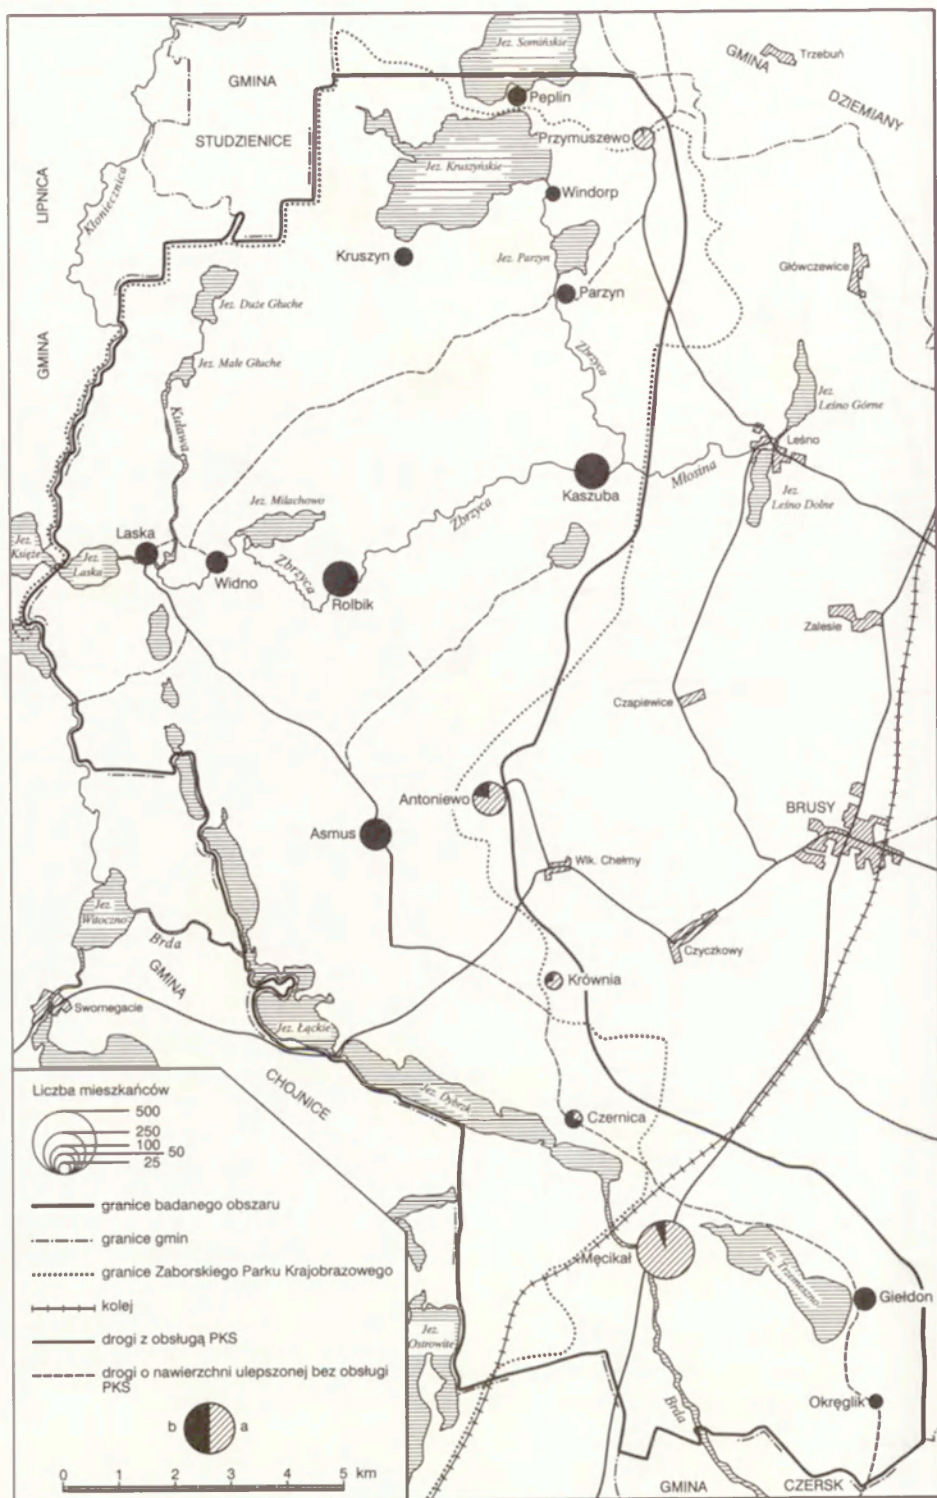 Jez. Somińskie
GMINA
Trzebuń
GMINA
Peplin
DZIEMIANY
STUDZIENICE
Przymuszewo
Jez. Kruszyńskie
LIPNICA
Windorp
Kłoniecznica
Kruszyn
Jez. Parzyn
Główczewice
Jez. Duże Głuche
Parzyn
GMINA
Zbrzyca
Jez. Małe Głuche
Jez.
Leśno Górne
Kuława
Leśno
Młosina
Kaszuba
Jez.
Leśno Dolne
Jez. Milachowo
Zbrzyca
Jez.
Księże
Laska
Jez.
Laska
Widno
Zbrzyca
Rolbik
Zalesie
Czapiewice
Antoniewo
BRUSY
Asmus
Wlk. Chełmy
Jez.
Witoczno
Brda
Czyczkowy
GMINA
Krównia
Swornegacie
Jez. Łąckie
CHOJNICE
Jez. Dybrzk
Czernica
Liczba mieszkańców
500
250
100
50
25
granice badanego obszaru
granice gmin
Męcikał
granice Zaborskiego Parku Krajobrazowego
Jez. Trzemeszno
Giełdon
kolej
drogi z obsługą PKS
Jez.
Ostrowite
drogi o nawierzchni ulepszonej bez obsługi
PKS
Okręglik
b a
Brda
0 1 2 3 4 5 km
GMINA CZERSK